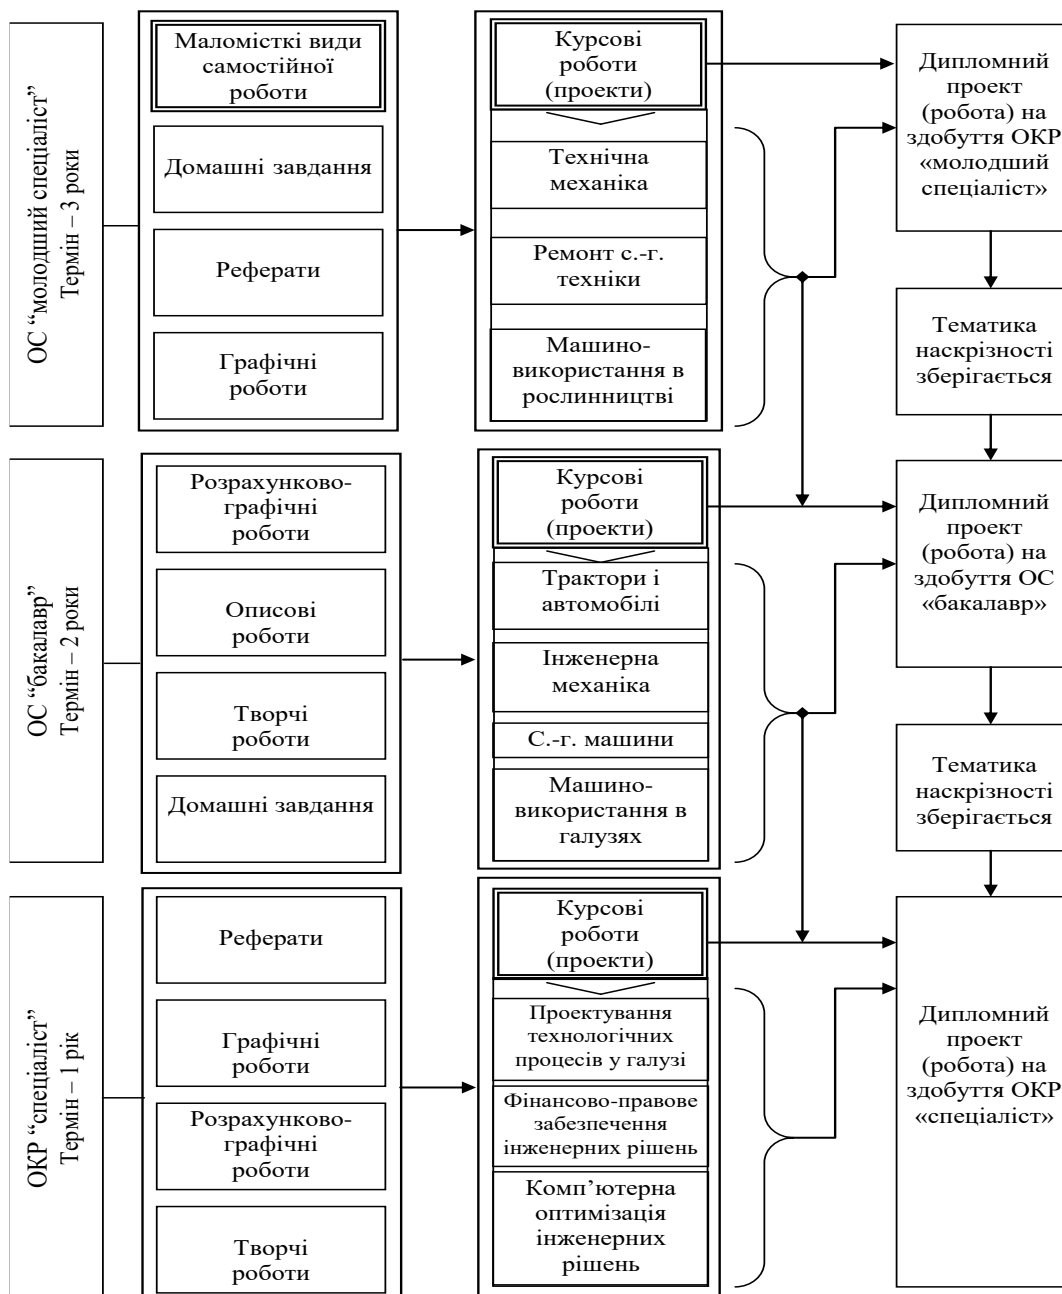 ОС “молодший спеціаліст”
Термін – 3 роки
Маломісткі види
самостійної
роботи
Домашні завдання
Реферати
Графічні
роботи
Курсові
роботи
(проекти)
Технічна
механіка
Ремонт с.-г.
техніки
Машино-
використання в
рослинництві
Дипломний
проект
(робота) на
здобуття ОКР
«молодший
спеціаліст»
Тематика
наскрізності
зберігається
ОС “бакалавр”
Термін – 2 роки
Розрахунково-
графічні
роботи
Описові
роботи
Творчі
роботи
Домашні завдання
Курсові
роботи
(проекти)
Трактори і
автомобілі
Інженерна
механіка
С.-г. машини
Машино-
використання в
галузях
Дипломний
проект
(робота) на
здобуття ОС
«бакалавр»
Тематика
наскрізності
зберігається
ОКР “спеціаліст”
Термін – 1 рік
Реферати
Графічні
роботи
Розрахунково-
графічні
роботи
Творчі
роботи
Курсові
роботи
(проекти)
Проектування
технологічних
процесів у галузі
Фінансово-правове
забезпечення
інженерних рішень
Комп’ютерна
оптимізація
інженерних
рішень
Дипломний
проект
(робота) на
здобуття ОКР
«спеціаліст»